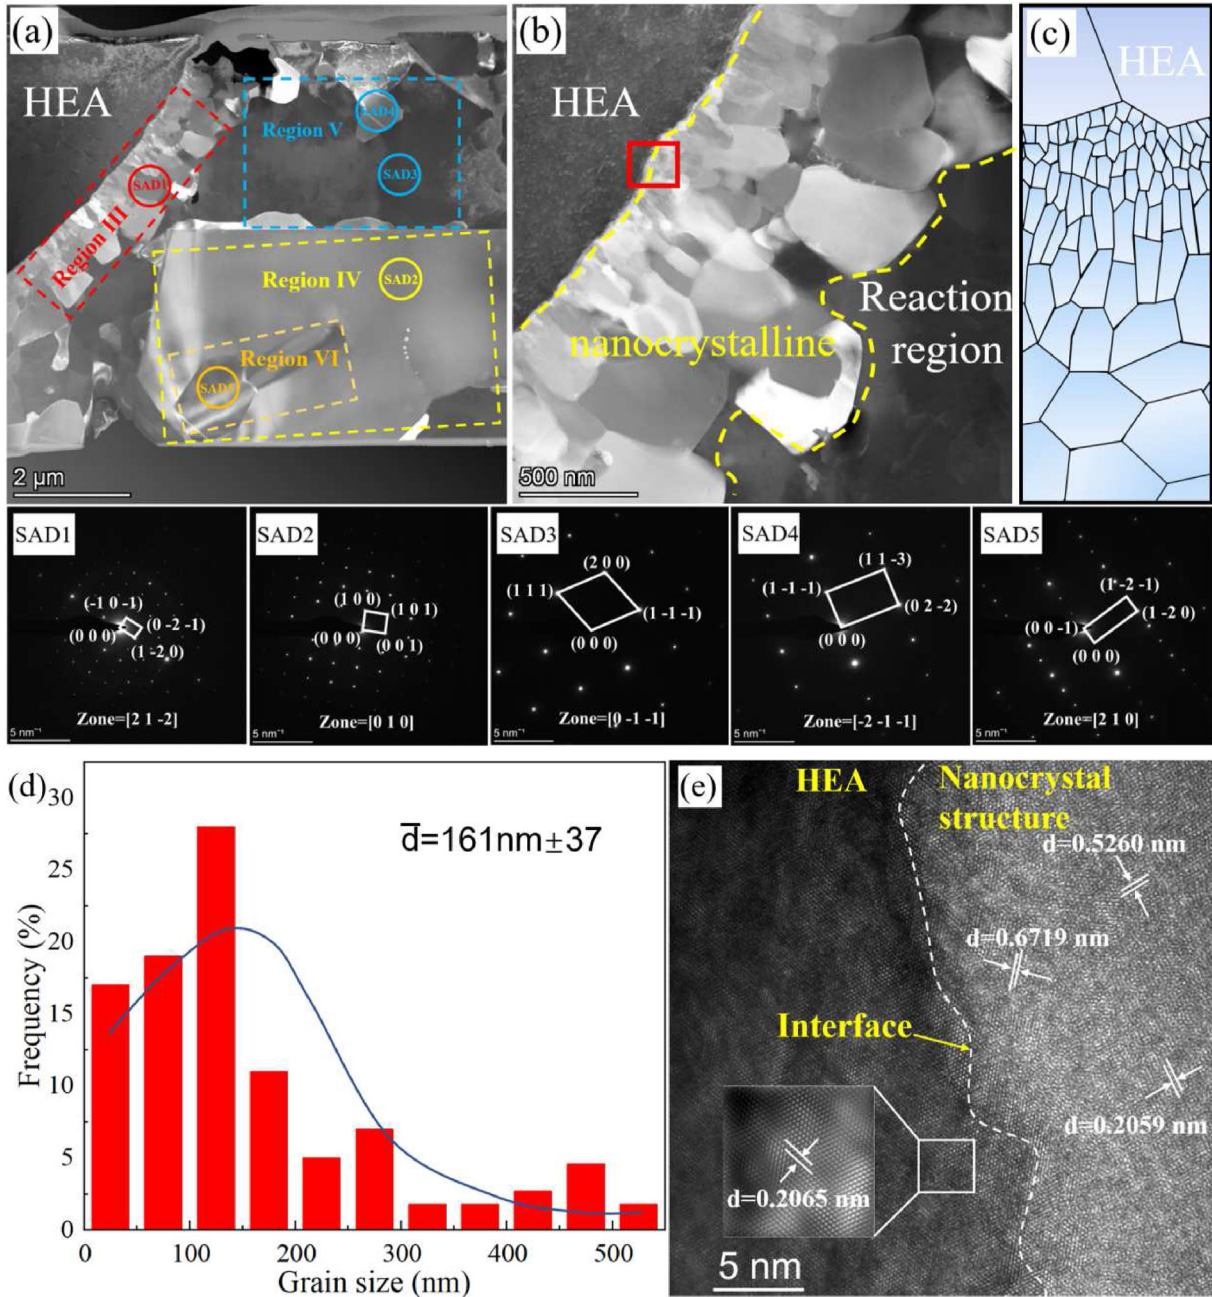 (a)
HEA
Region V
SAD4
SAD3
SAD1
Region III
Region IV
SAD2
Region VI
SAD5
2 μm
(b)
HEA
nanocrystalline
Reaction
region
500 nm
(c)
HEA
SAD1
(-1 0 -1)
(0 0 0)
(0 -2 -1)
(1 -2 0)
Zone=[2 1 -2]
5 nm⁻¹
SAD2
(1 0 0)
(1 0 1)
(0 0 0)
(0 0 1)
Zone=[0 1 0]
5 nm⁻¹
SAD3
(2 0 0)
(1 1 1)
(1 -1 -1)
(0 0 0)
Zone=[0 -1 -1]
5 nm⁻¹
SAD4
(1 1 -3)
(1 -1 -1)
(0 2 -2)
(0 0 0)
Zone=[-2 -1 -1]
5 nm⁻¹
SAD5
(1 -2 -1)
(1 -2 0)
(0 0 -1)
(0 0 0)
Zone=[2 1 0]
5 nm⁻¹
(d)
d̅=161nm±37
Frequency (%)
30
25
20
15
10
5
0
0 100 200 300 400 500
Grain size (nm)
(e)
HEA
Nanocrystal
structure
d=0.5260 nm
d=0.6719 nm
Interface
d=0.2059 nm
d=0.2065 nm
5 nm